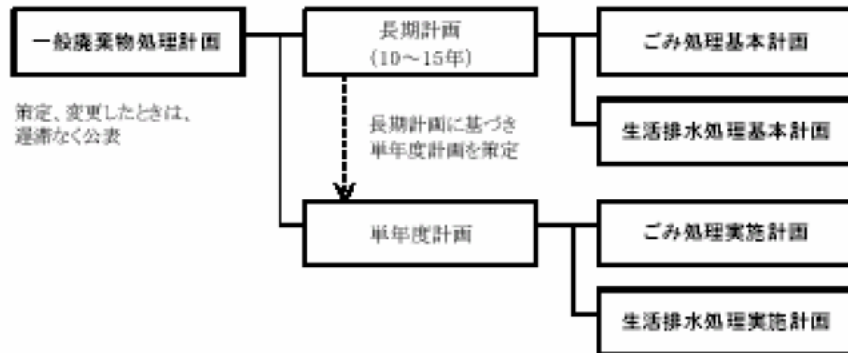 一般廃棄物処理計画
長期計画
(10～15年)
ごみ処理基本計画
策定、変更したときは、
遅滞なく公表
長期計画に基づき
単年度計画を策定
生活排水処理基本計画
単年度計画
ごみ処理実施計画
生活排水処理実施計画